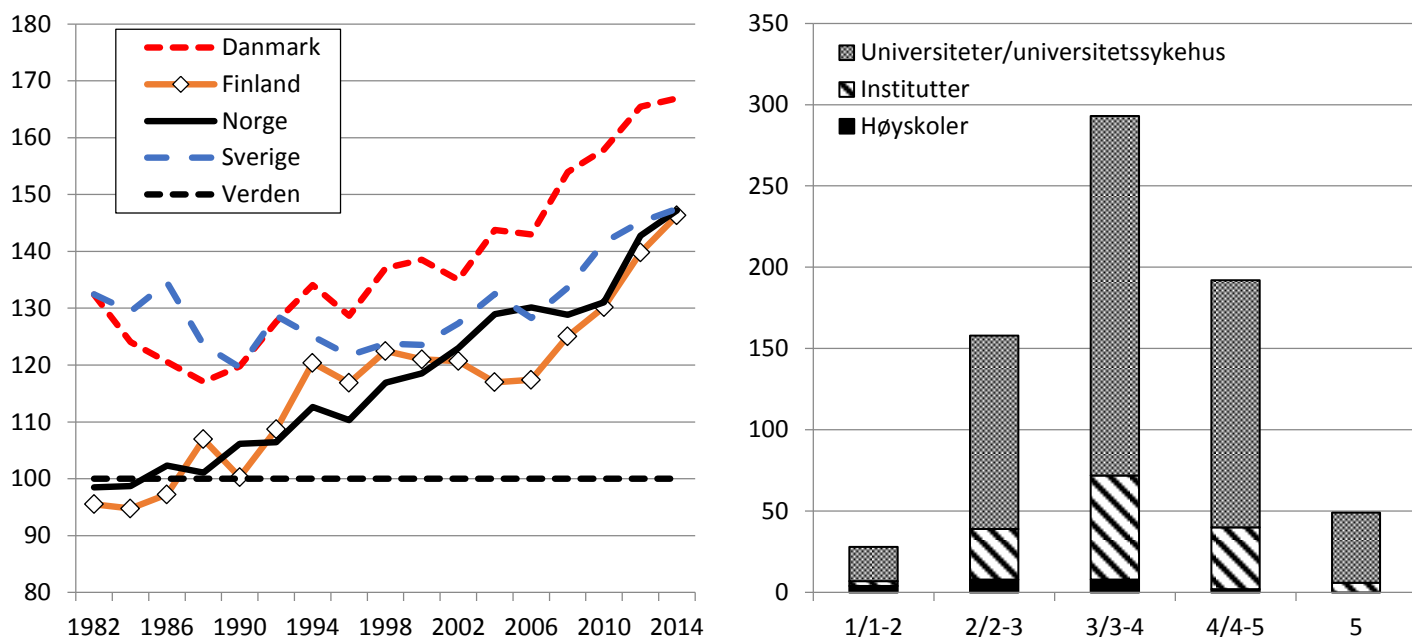 180
170
160
150
140
130
120
110
100
90
80
Danmark
Finland
Norge
Sverige
Verden
1982 1986 1990 1994 1998 2002 2006 2010 2014
350
300
250
200
150
100
50
0
Universiteter/universitetssykehus
Institutter
Høyskoler
1/1-2 2/2-3 3/3-4 4/4-5 5